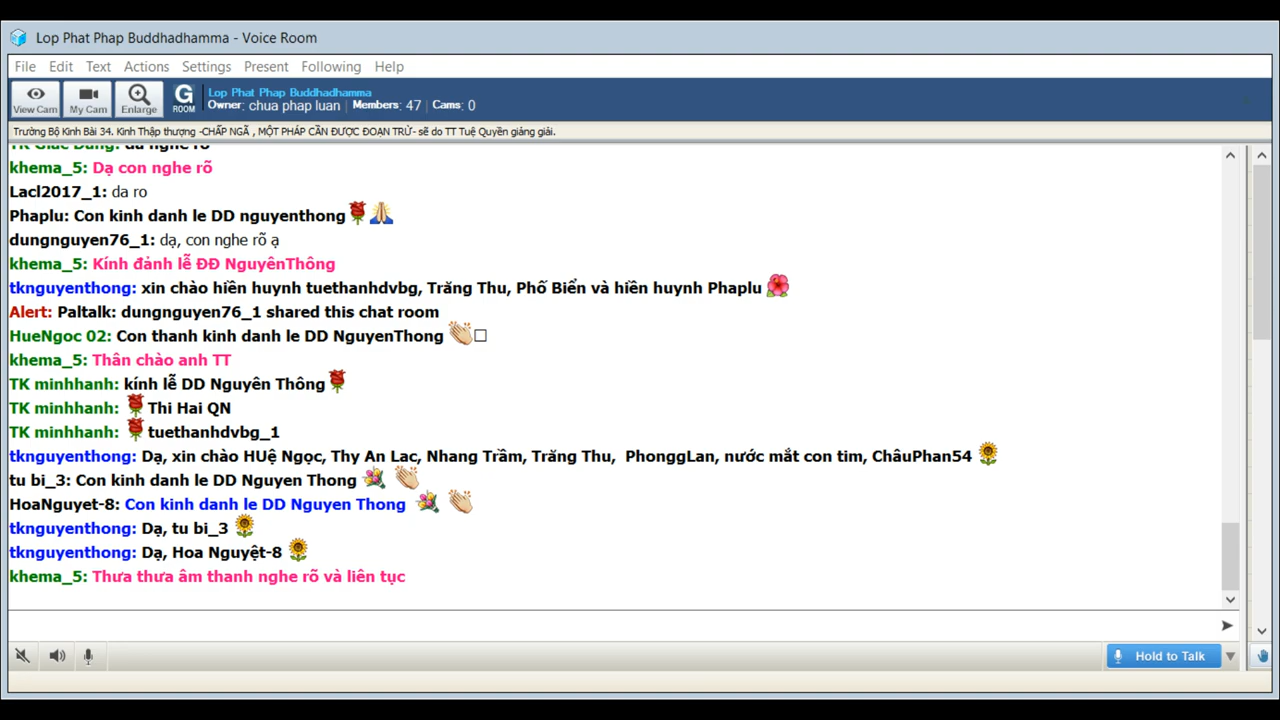 Lop Phat Phap Buddhadhamma - Voice Room
File Edit Text Actions Settings Present Following Help
View Cam My Cam Enlarge G ROOM
Lop Phat Phap Buddhadhamma
Owner: chua phap luan | Members: 47 | Cams: 0
Trường Bộ Kinh Bài 34. Kinh Thập thượng -CHẤP NGÃ , MỘT PHÁP CẦN ĐƯỢC ĐOẠN TRỪ- sẽ do TT Tuệ Quyền giảng giải.
TK Giac Dang: da nghe ro
khema_5: Dạ con nghe rõ
Lacl2017_1: da ro
Phaplu: Con kinh danh le DD nguyenthong
dungnguyen76_1: dạ, con nghe rõ ạ
khema_5: Kính đảnh lễ ĐĐ NguyênThông
tknguyenthong: xin chào hiền huynh tuethanhdvbg, Trăng Thu, Phố Biển và hiền huynh Phaplu
Alert: Paltalk: dungnguyen76_1 shared this chat room
HueNgoc 02: Con thanh kinh danh le DD NguyenThong
khema_5: Thân chào anh TT
TK minhhanh: kính lễ DD Nguyên Thông
TK minhhanh: Thi Hai QN
TK minhhanh: tuethanhdvbg_1
tknguyenthong: Dạ, xin chào HUệ Ngọc, Thy An Lac, Nhang Trầm, Trăng Thu, PhonggLan, nước mắt con tim, ChâuPhan54
tu bi_3: Con kinh danh le DD Nguyen Thong
HoaNguyet-8: Con kinh danh le DD Nguyen Thong
tknguyenthong: Dạ, tu bi_3
tknguyenthong: Dạ, Hoa Nguyệt-8
khema_5: Thưa thưa âm thanh nghe rõ và liên tục
Hold to Talk